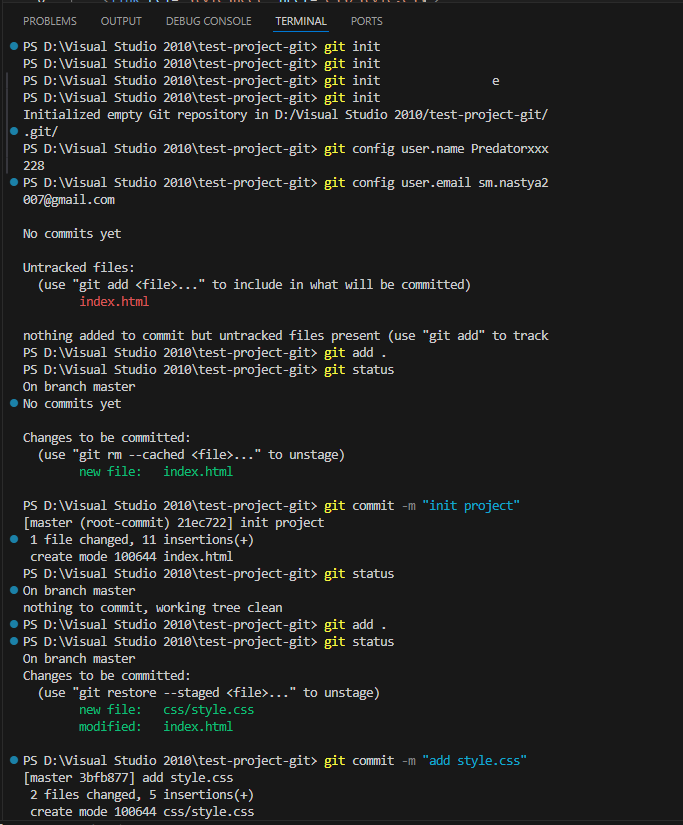 PROBLEMS OUTPUT DEBUG CONSOLE TERMINAL PORTS
PS D:\Visual Studio 2010\test-project-git> git init
PS D:\Visual Studio 2010\test-project-git> git init
PS D:\Visual Studio 2010\test-project-git> git init e
PS D:\Visual Studio 2010\test-project-git> git init
Initialized empty Git repository in D:/Visual Studio 2010/test-project-git/
.git/
PS D:\Visual Studio 2010\test-project-git> git config user.name Predatorxxx
228
PS D:\Visual Studio 2010\test-project-git> git config user.email sm.nastya2
007@gmail.com
No commits yet
Untracked files:
(use "git add <file>..." to include in what will be committed)
index.html
nothing added to commit but untracked files present (use "git add" to track
PS D:\Visual Studio 2010\test-project-git> git add .
PS D:\Visual Studio 2010\test-project-git> git status
On branch master
No commits yet
Changes to be committed:
(use "git rm --cached <file>..." to unstage)
new file: index.html
PS D:\Visual Studio 2010\test-project-git> git commit -m "init project"
[master (root-commit) 21ec722] init project
1 file changed, 11 insertions(+)
create mode 100644 index.html
PS D:\Visual Studio 2010\test-project-git> git status
On branch master
nothing to commit, working tree clean
PS D:\Visual Studio 2010\test-project-git> git add .
PS D:\Visual Studio 2010\test-project-git> git status
On branch master
Changes to be committed:
(use "git restore --staged <file>..." to unstage)
new file: css/style.css
modified: index.html
PS D:\Visual Studio 2010\test-project-git> git commit -m "add style.css"
[master 3bfb877] add style.css
2 files changed, 5 insertions(+)
create mode 100644 css/style.css